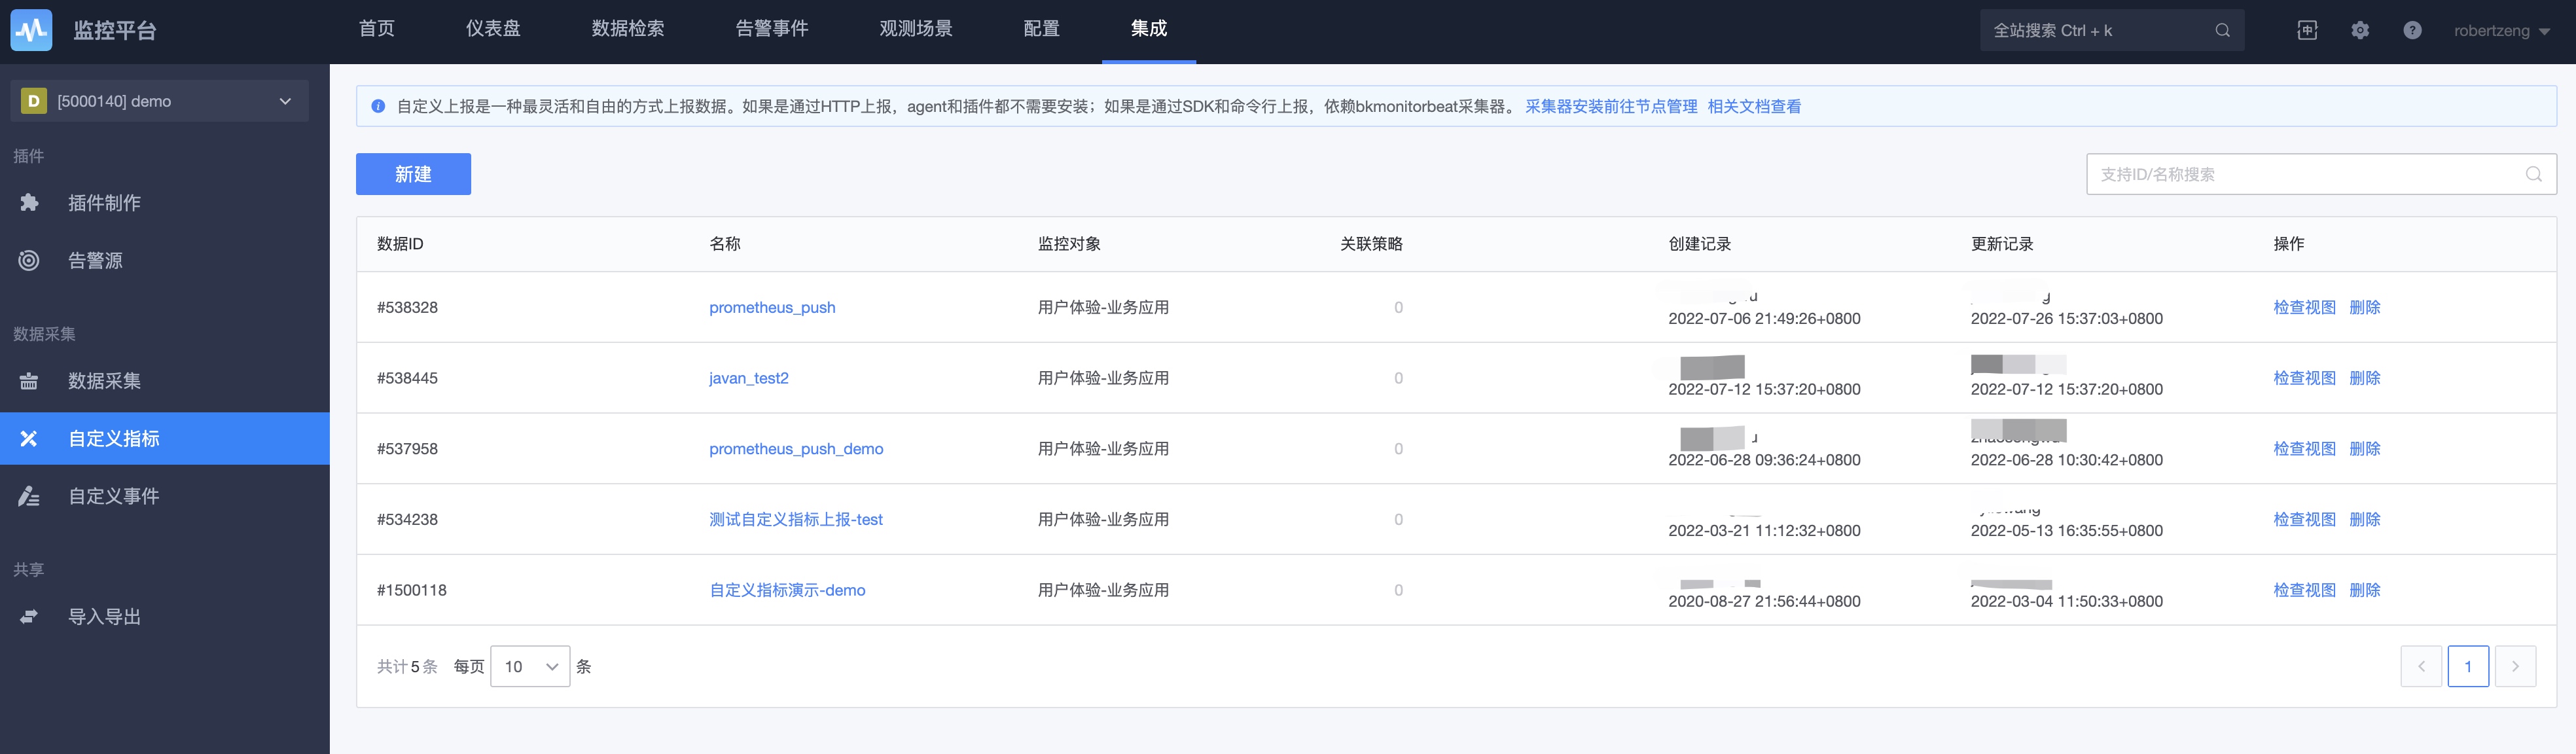 监控平台
首页 仪表盘 数据检索 告警事件 观测场景 配置 集成
全站搜索 Ctrl + k
robertzeng
D [5000140] demo
插件
插件制作
告警源
数据采集
数据采集
自定义指标
自定义事件
共享
导入导出
自定义上报是一种最灵活和自由的方式上报数据。如果是通过HTTP上报，agent和插件都不需要安装；如果是通过SDK和命令行上报，依赖bkmonitorbeat采集器。 采集器安装前往节点管理 相关文档查看
新建
支持ID/名称搜索
数据ID 名称 监控对象 关联策略 创建记录 更新记录 操作
#538328 prometheus_push 用户体验-业务应用 0 2022-07-06 21:49:26+0800 2022-07-26 15:37:03+0800 检查视图 删除
#538445 javan_test2 用户体验-业务应用 0 2022-07-12 15:37:20+0800 2022-07-12 15:37:20+0800 检查视图 删除
#537958 prometheus_push_demo 用户体验-业务应用 0 2022-06-28 09:36:24+0800 2022-06-28 10:30:42+0800 检查视图 删除
#534238 测试自定义指标上报-test 用户体验-业务应用 0 2022-03-21 11:12:32+0800 2022-05-13 16:35:55+0800 检查视图 删除
#1500118 自定义指标演示-demo 用户体验-业务应用 0 2020-08-27 21:56:44+0800 2022-03-04 11:50:33+0800 检查视图 删除
共计 5 条 每页 10 条
1